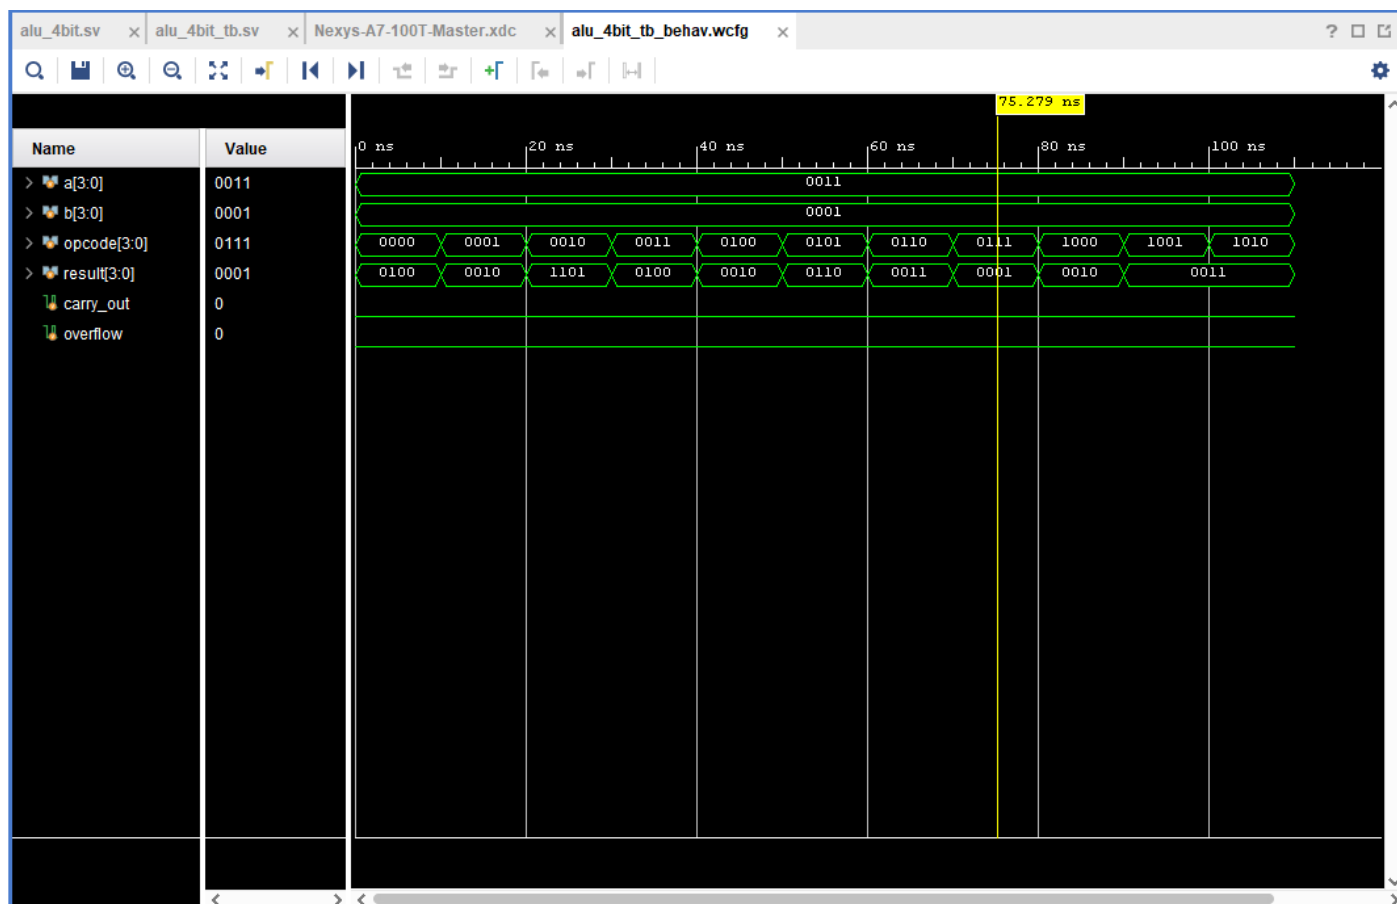 alu_4bit.sv × alu_4bit_tb.sv × Nexys-A7-100T-Master.xdc × alu_4bit_tb_behav.wcfg × ?
75.279 ns
Name Value 0 ns 20 ns 40 ns 60 ns 80 ns 100 ns
a[3:0] 0011 0011
b[3:0] 0001 0001
opcode[3:0] 0111 0000 0001 0010 0011 0100 0101 0110 0111 1000 1001 1010
result[3:0] 0001 0100 0010 1101 0100 0010 0110 0011 0001 0010 0011
carry_out 0
overflow 0